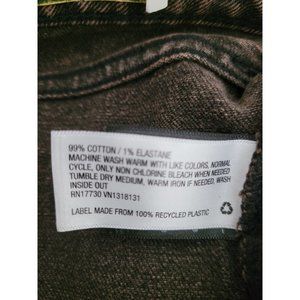 99% COTTON / 1% ELASTANE
MACHINE WASH WARM WITH LIKE COLORS, NORMAL
CYCLE, ONLY NON CHLORINE BLEACH WHEN NEEDED
TUMBLE DRY MEDIUM, WARM IRON IF NEEDED, WASH
INSIDE OUT
RN17730 VN1318131
LABEL MADE FROM 100% RECYCLED PLASTIC